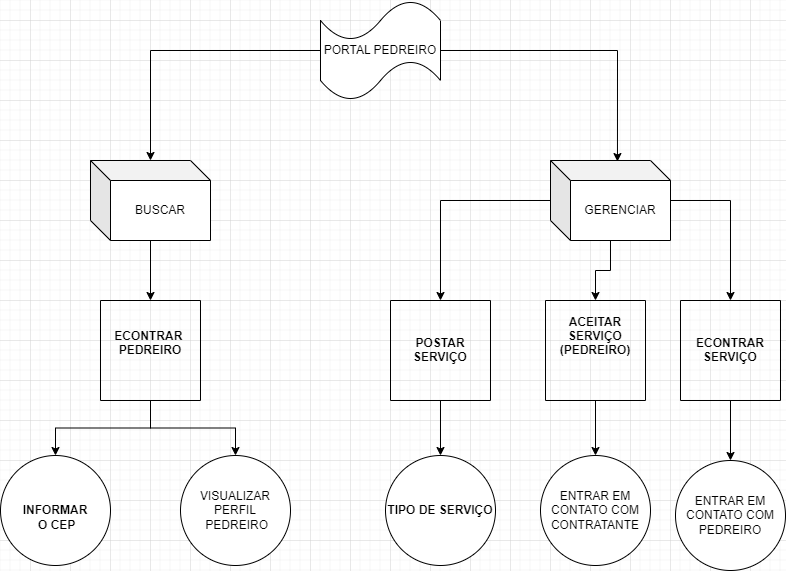 PORTAL PEDREIRO
BUSCAR
GERENCIAR
ECONTRAR
PEDREIRO
POSTAR
SERVIÇO
ACEITAR
SERVIÇO
(PEDREIRO)
ECONTRAR
SERVIÇO
INFORMAR
O CEP
VISUALIZAR
PERFIL
PEDREIRO
TIPO DE SERVIÇO
ENTRAR EM
CONTATO COM
CONTRATANTE
ENTRAR EM
CONTATO COM
PEDREIRO